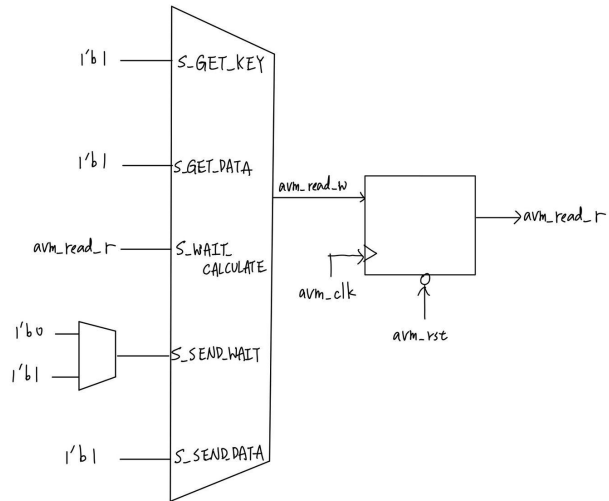 1'b1
S_GET_KEY
1'b1
S_GET_DATA
avm_read_w
avm_read_r
avm_read_r
S_WAIT_
CALCULATE
avm_clk
avm_rst
1'b0
1'b1
S_SEND_WAIT
1'b1
S_SEND_DATA